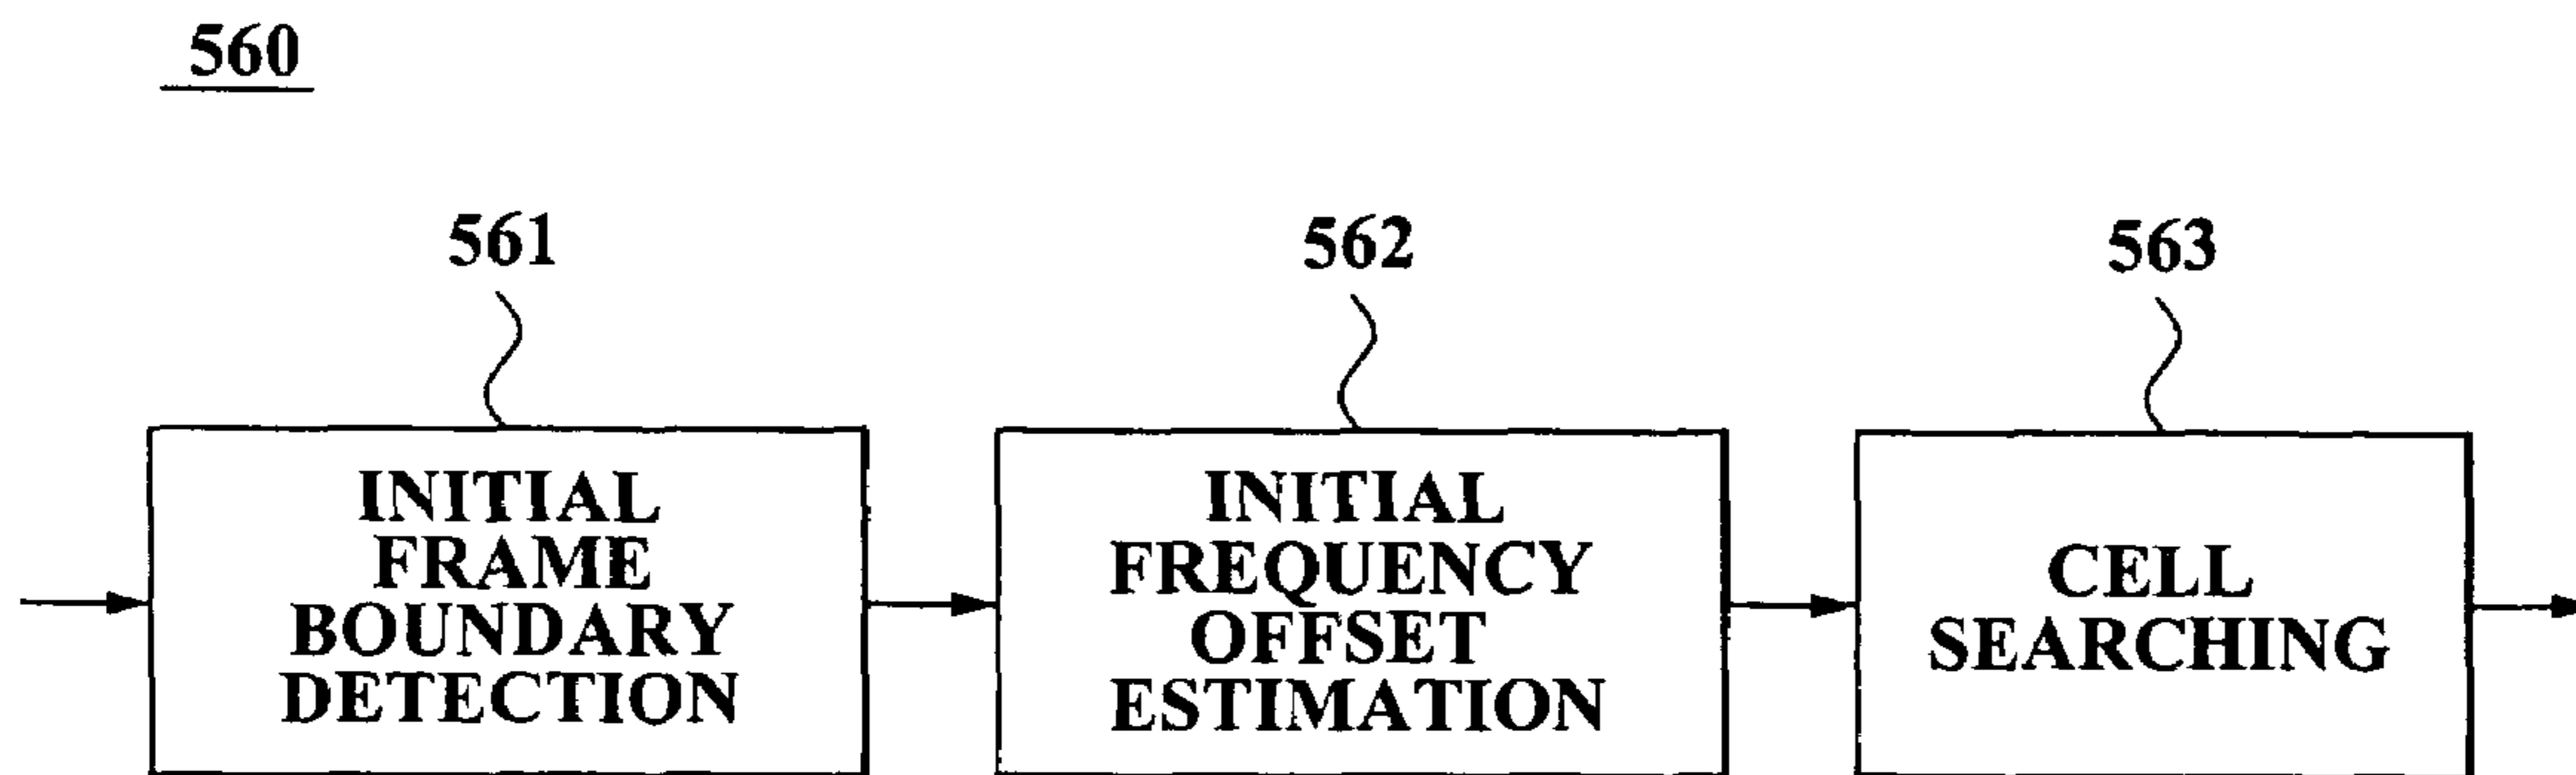 560
561
562
563
INITIAL
FRAME
BOUNDARY
DETECTION
INITIAL
FREQUENCY
OFFSET
ESTIMATION
CELL
SEARCHING